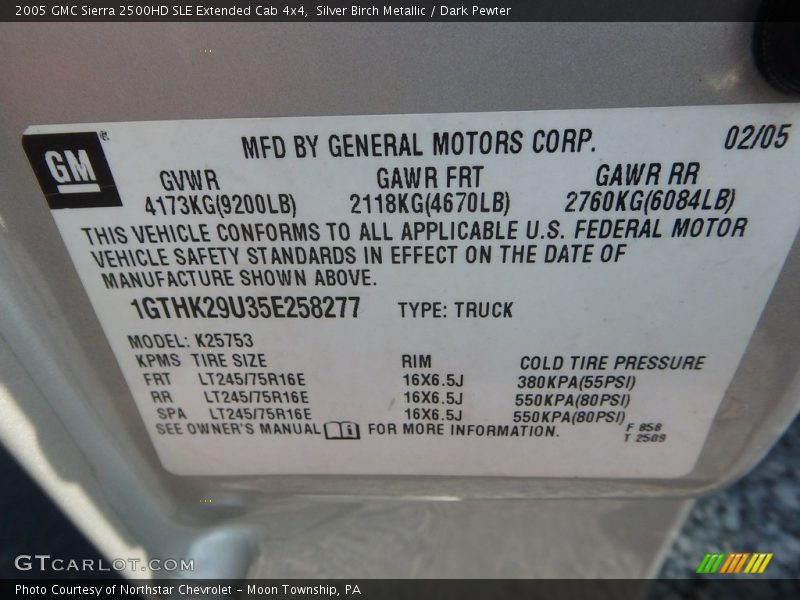 2005 GMC Sierra 2500HD SLE Extended Cab 4x4, Silver Birch Metallic / Dark Pewter
GM
MFD BY GENERAL MOTORS CORP. 02/05
GVWR GAWR FRT GAWR RR
4173KG(9200LB) 2118KG(4670LB) 2760KG(6084LB)
THIS VEHICLE CONFORMS TO ALL APPLICABLE U.S. FEDERAL MOTOR
VEHICLE SAFETY STANDARDS IN EFFECT ON THE DATE OF
MANUFACTURE SHOWN ABOVE.
1GTHK29U35E258277 TYPE: TRUCK
MODEL: K25753
KPMS TIRE SIZE RIM COLD TIRE PRESSURE
FRT LT245/75R16E 16X6.5J 380KPA(55PSI)
RR LT245/75R16E 16X6.5J 550KPA(80PSI)
SPA LT245/75R16E 16X6.5J 550KPA(80PSI)
SEE OWNER'S MANUAL FOR MORE INFORMATION.
F 858
T 2509
GTCARLOT.COM
Photo Courtesy of Northstar Chevrolet - Moon Township, PA